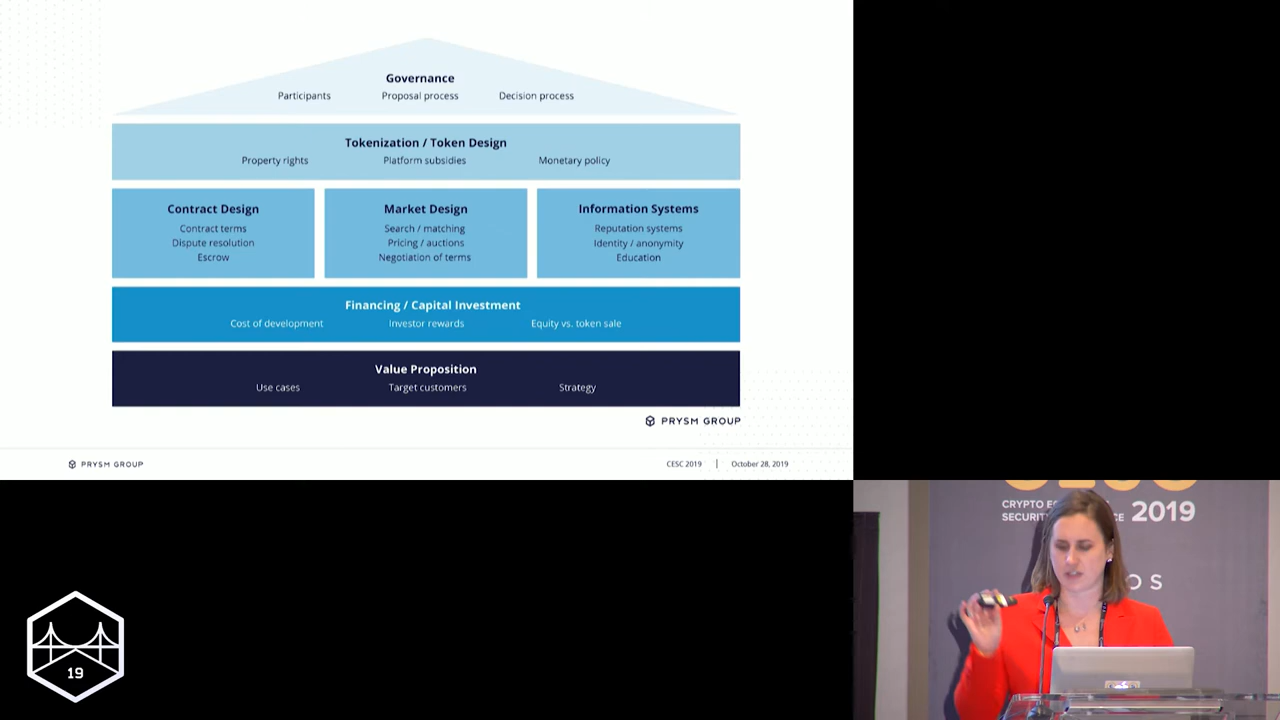 Governance
Participants Proposal process Decision process
Tokenization / Token Design
Property rights Platform subsidies Monetary policy
Contract Design
Contract terms
Dispute resolution
Escrow
Market Design
Search / matching
Pricing / auctions
Negotiation of terms
Information Systems
Reputation systems
Identity / anonymity
Education
Financing / Capital Investment
Cost of development Investor rewards Equity vs. token sale
Value Proposition
Use cases Target customers Strategy
PRYSM GROUP
PRYSM GROUP
CESC 2019 | October 28, 2019
CRYPTO
2019
OS
19